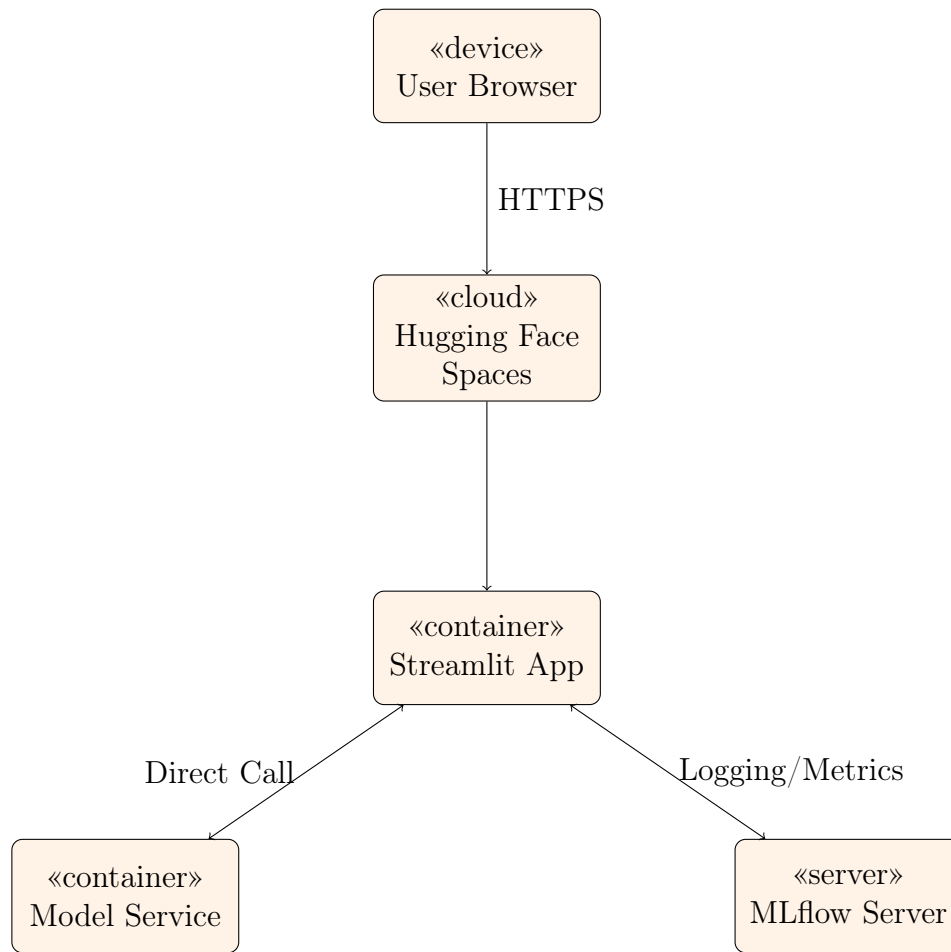 «device»
User Browser
HTTPS
«cloud»
Hugging Face
Spaces
«container»
Streamlit App
Direct Call
Logging/Metrics
«container»
Model Service
«server»
MLflow Server